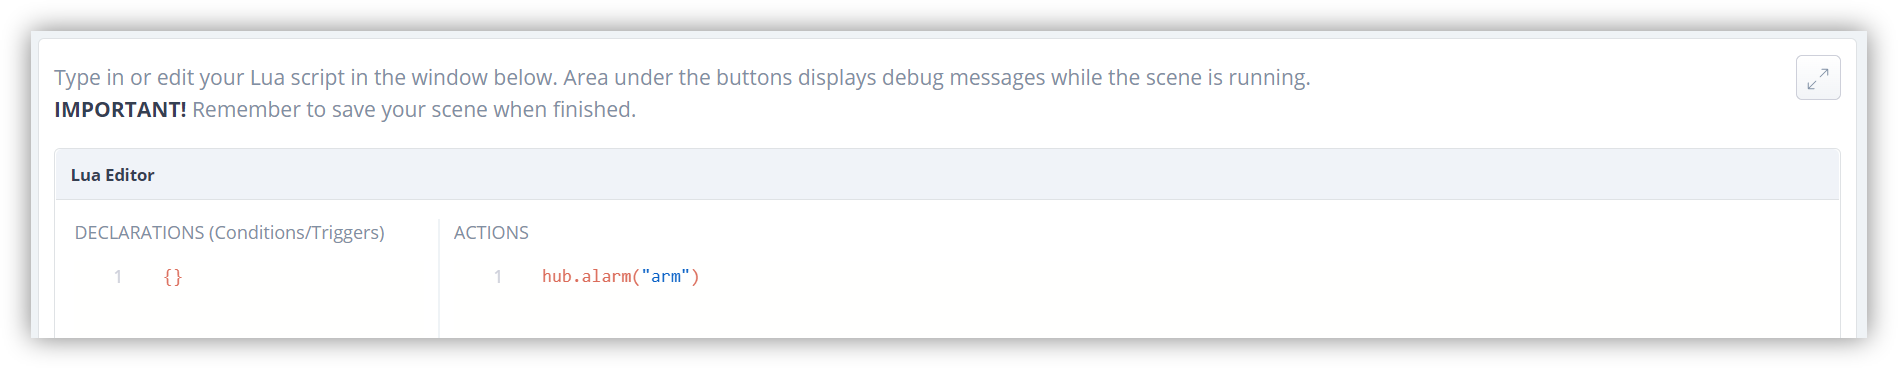 Type in or edit your Lua script in the window below. Area under the buttons displays debug messages while the scene is running.
IMPORTANT! Remember to save your scene when finished.
Lua Editor
DECLARATIONS (Conditions/Triggers)
1 {}
ACTIONS
1 hub.alarm("arm")